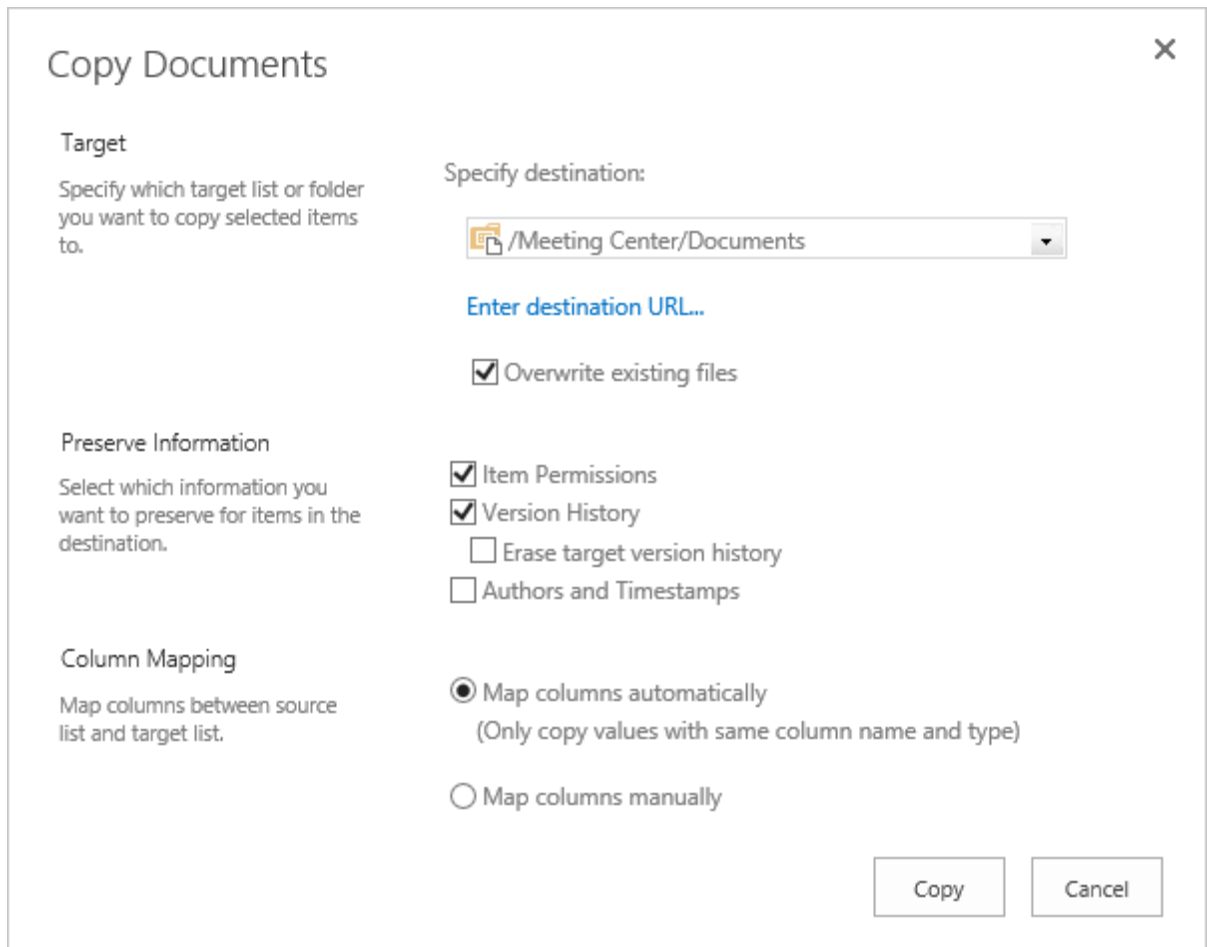 Copy Documents
Target
Specify which target list or folder
you want to copy selected items
to.
Specify destination:
/Meeting Center/Documents
Enter destination URL...
Overwrite existing files
Preserve Information
Select which information you
want to preserve for items in the
destination.
Item Permissions
Version History
Erase target version history
Authors and Timestamps
Column Mapping
Map columns between source
list and target list.
Map columns automatically
(Only copy values with same column name and type)
Map columns manually
Copy
Cancel